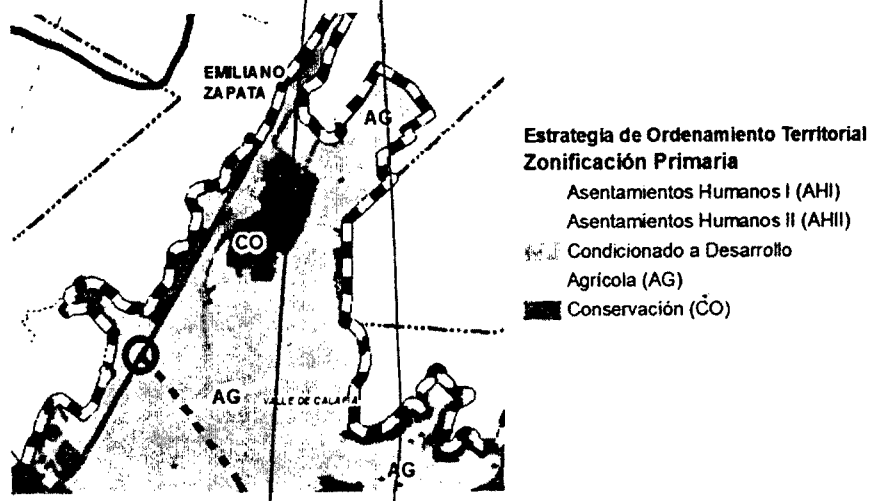 EMILIANO
ZAPATA
AG
CO
AG
VALLE DE CALAPIA
AG
Estrategia de Ordenamiento Territorial
Zonificación Primaria
Asentamientos Humanos I (AHI)
Asentamientos Humanos II (AHII)
Condicionado a Desarrollo
Agrícola (AG)
Conservación (CO)